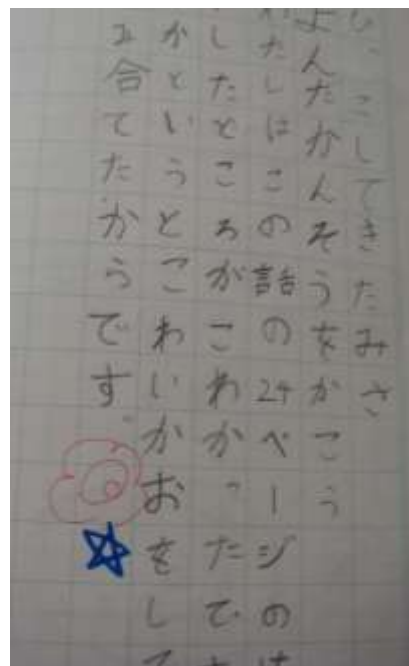 ひっこしてきたみさ
よんだかんそうをかこう
わたしはこの話の24ページの
したところがこわかったで
かというとこわいかおをして
合てたからです。